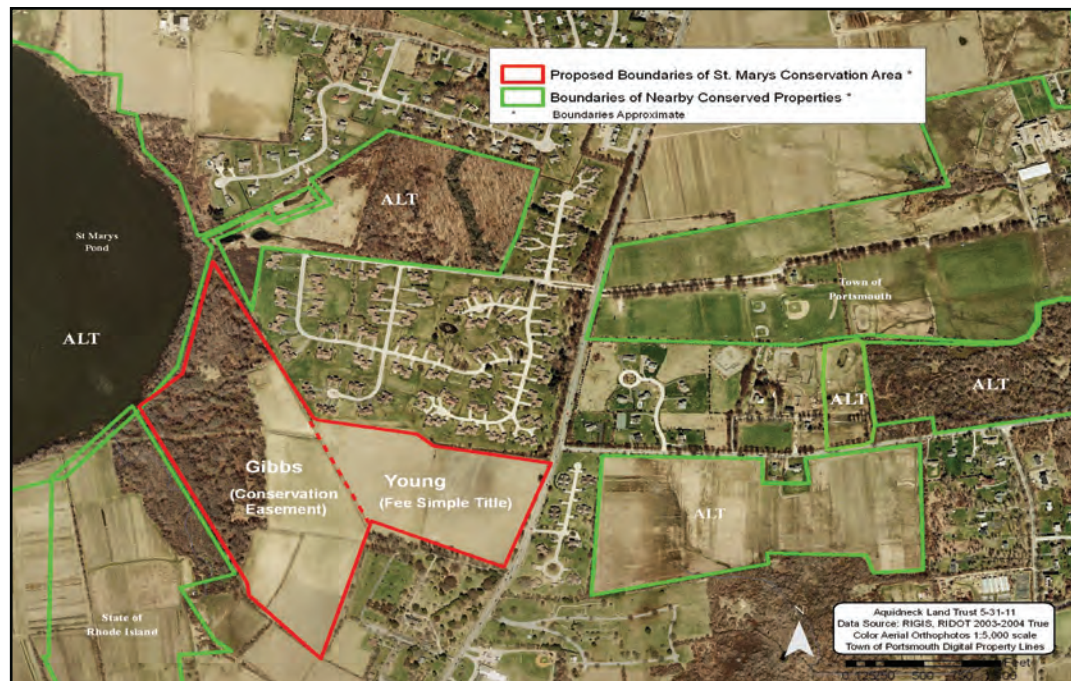 Proposed Boundaries of St. Marys Conservation Area *
Boundaries of Nearby Conserved Properties *
* Boundaries Approximate
ALT
St Marys
Pond
ALT
Town of
Portsmouth
ALT
ALT
Gibbs
(Conservation
Easement)
Young
(Fee Simple Title)
ALT
State of
Rhode Island
N
Aquidneck Land Trust 5-31-11
Data Source: RIGIS, RIDOT 2003-2004 True
Color Aerial Orthophotos 1:5,000 scale
Town of Portsmouth Digital Property Lines
Feet